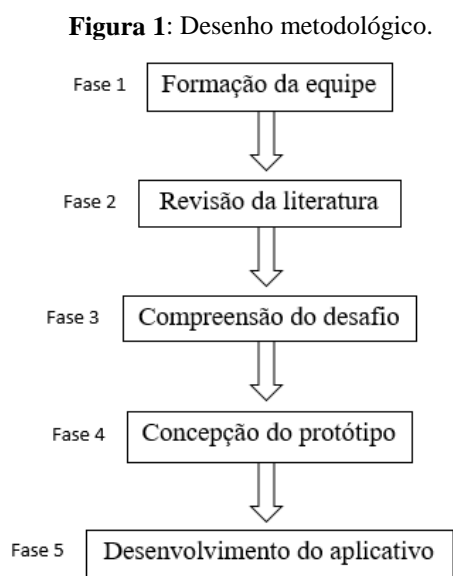 Figura 1: Desenho metodológico.
Fase 1 Formação da equipe
Fase 2 Revisão da literatura
Fase 3 Compreensão do desafio
Fase 4 Concepção do protótipo
Fase 5 Desenvolvimento do aplicativo